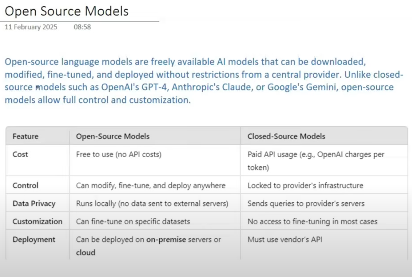 Open Source Models
11 February 2025 08:58
Open-source language models are freely available AI models that can be downloaded,
modified, fine-tuned, and deployed without restrictions from a central provider. Unlike closed-
source models such as OpenAI's GPT-4, Anthropic's Claude, or Google's Gemini, open-source
models allow full control and customization.
Feature Open-Source Models Closed-Source Models
Cost Free to use (no API costs) Paid API usage (e.g., OpenAI charges per
token)
Control Can modify, fine-tune, and deploy anywhere Locked to provider's infrastructure
Data Privacy Runs locally (no data sent to external servers) Sends queries to provider's servers
Customization Can fine-tune on specific datasets No access to fine-tuning in most cases
Deployment Can be deployed on on-premise servers or Must use vendor's API
cloud